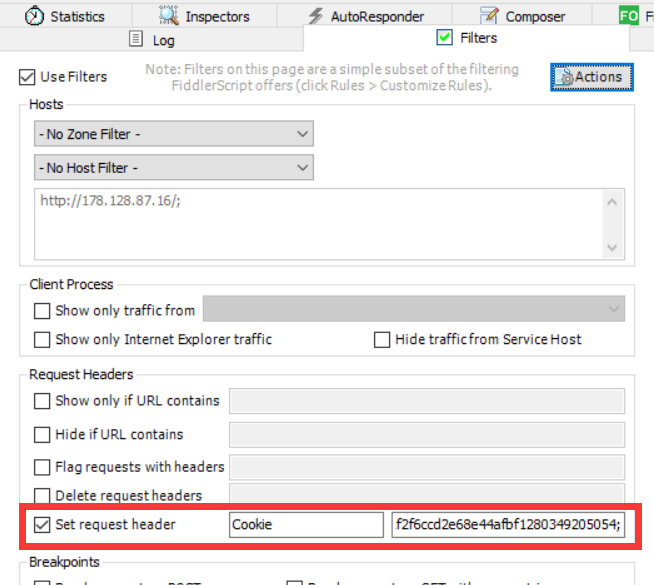 Statistics Inspectors AutoResponder Composer FO F
Log Filters
Use Filters Note: Filters on this page are a simple subset of the filtering FiddlerScript offers (click Rules > Customize Rules). Actions
Hosts
- No Zone Filter -
- No Host Filter -
http://178.128.87.16/;
Client Process
Show only traffic from
Show only Internet Explorer traffic Hide traffic from Service Host
Request Headers
Show only if URL contains
Hide if URL contains
Flag requests with headers
Delete request headers
Set request header Cookie f2f6ccd2e68e44afbf1280349205054;
Breakpoints